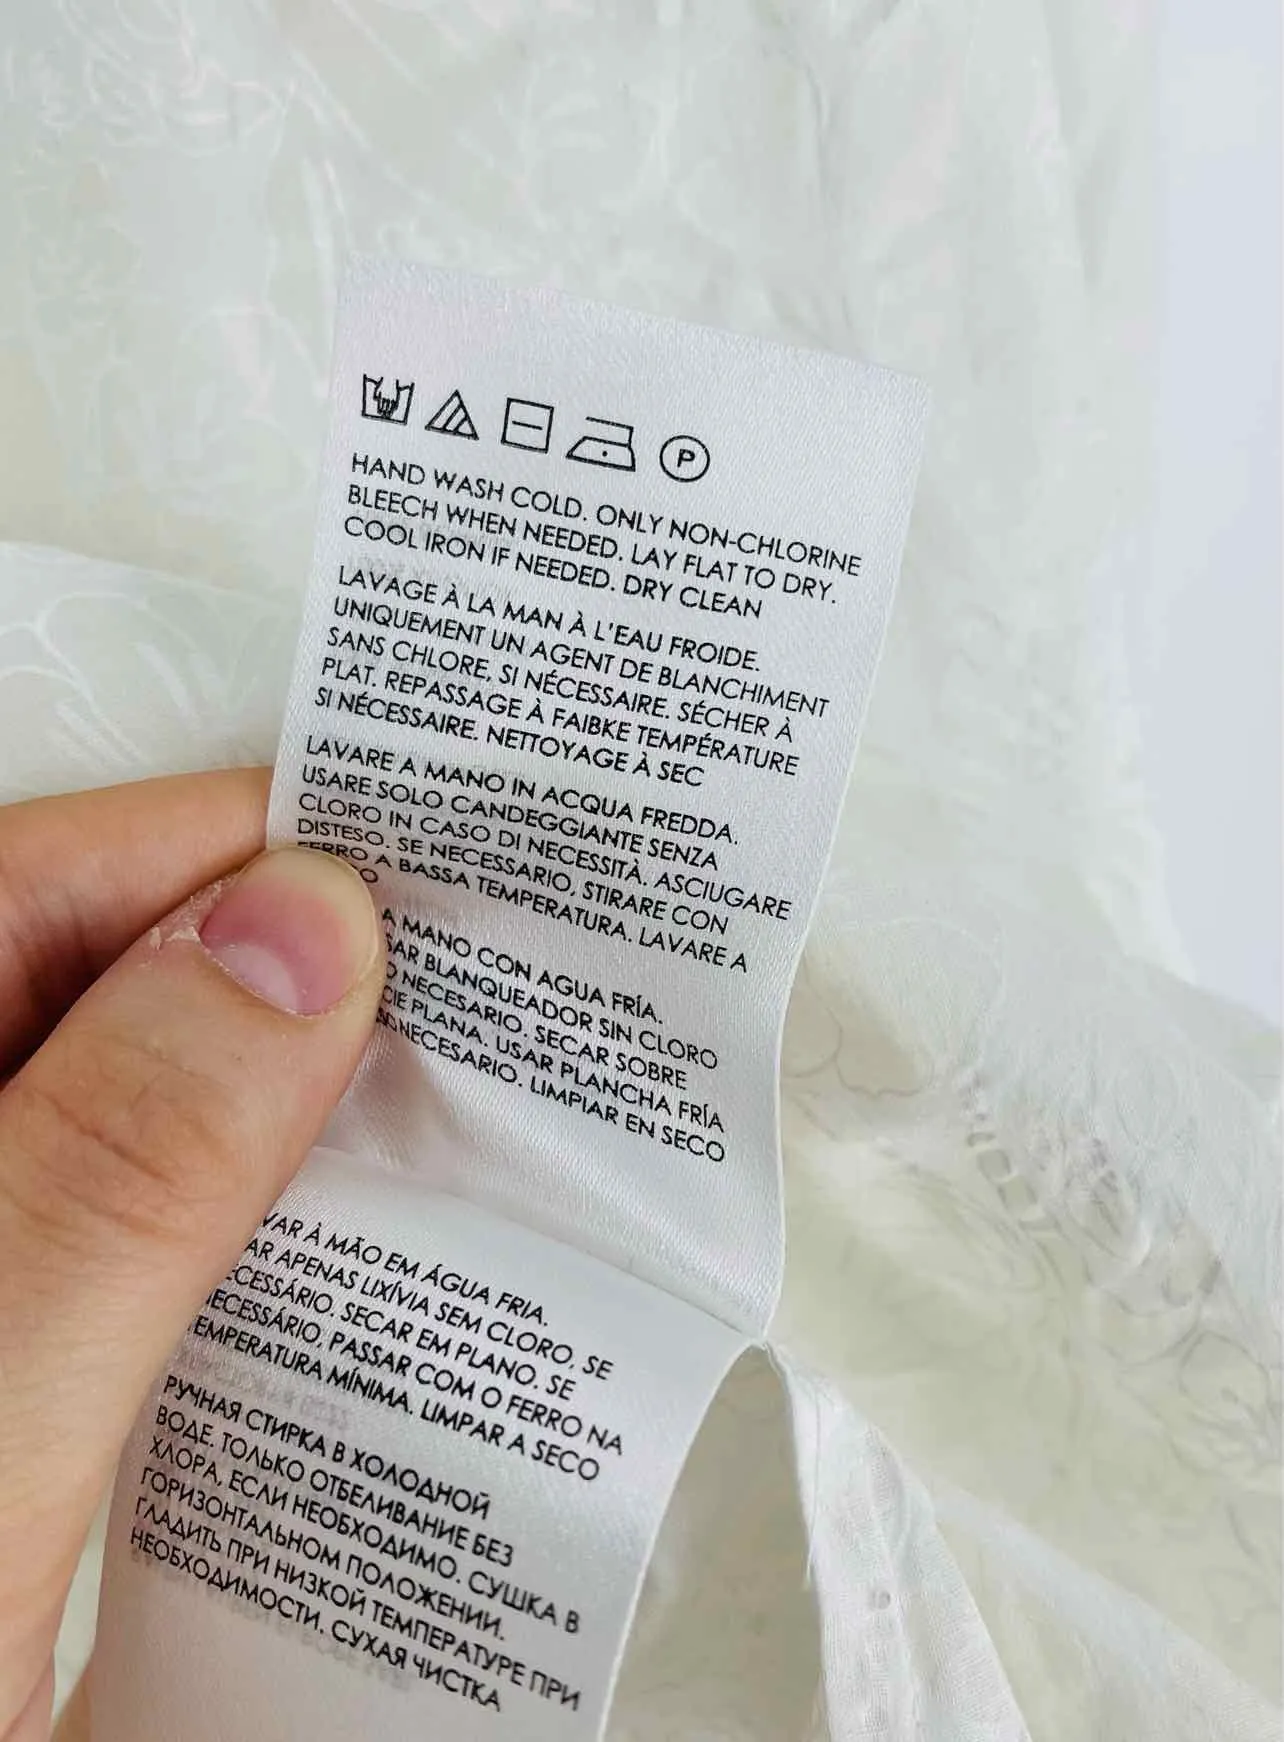 P
HAND WASH COLD. ONLY NON-CHLORINE
BLEECH WHEN NEEDED. LAY FLAT TO DRY.
COOL IRON IF NEEDED. DRY CLEAN
LAVAGE À LA MAN À L'EAU FROIDE.
UNIQUEMENT UN AGENT DE BLANCHIMENT
SANS CHLORE, SI NÉCESSAIRE. SÉCHER À
PLAT. REPASSAGE À FAIBKE TEMPÉRATURE
SI NÉCESSAIRE. NETTOYAGE À SEC
LAVARE A MANO IN ACQUA FREDDA.
USARE SOLO CANDEGGIANTE SENZA
CLORO IN CASO DI NECESSITÀ. ASCIUGARE
DISTESO. SE NECESSARIO, STIRARE CON
FERRO A BASSA TEMPERATURA. LAVARE A
A MANO CON AGUA FRÍA.
BLANQUEADOR SIN CLORO
NECESARIO. SECAR SOBRE
PLANA. USAR PLANCHA FRÍA
NECESARIO. LIMPIAR EN SECO
À MÃO EM ÁGUA FRIA.
APENAS LIXÍVIA SEM CLORO, SE
SECAR EM PLANO. SE
PASSAR COM O FERRO NA
MÍNIMA. LIMPAR A SECO
РУЧНАЯ СТИРКА В ХОЛОДНОЙ
ВОДЕ. ТОЛЬКО ОТБЕЛИВАНИЕ БЕЗ
ХЛОРА, ЕСЛИ НЕОБХОДИМО. СУШКА В
ГОРИЗОНТАЛЬНОМ ПОЛОЖЕНИИ.
ГЛАДИТЬ ПРИ НИЗКОЙ ТЕМПЕРАТУРЕ ПРИ
НЕОБХОДИМОСТИ. СУХАЯ ЧИСТКА